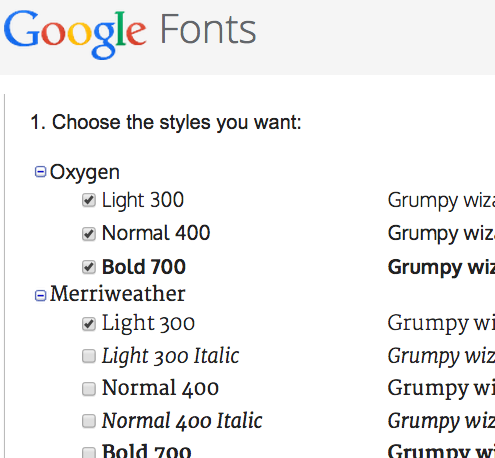 Google Fonts
1. Choose the styles you want:
Oxygen
Light 300 Grumpy wiza
Normal 400 Grumpy wiza
Bold 700 Grumpy wiz
Merriweather
Light 300 Grumpy wi
Light 300 Italic Grumpy wiz
Normal 400 Grumpy wi
Normal 400 Italic Grumpy wiz
Bold 700 Grumpy wi